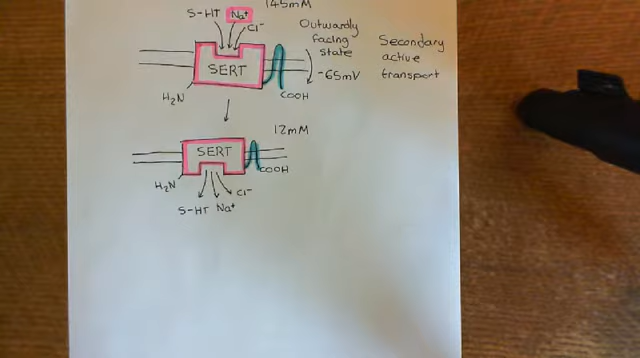 145mM
5-HT Na⁺ Cl⁻
Outwardly
facing
state
Secondary
active
transport
SERT
-65mV
H₂N
COOH
12mM
SERT
COOH
H₂N
Cl⁻
5-HT Na⁺